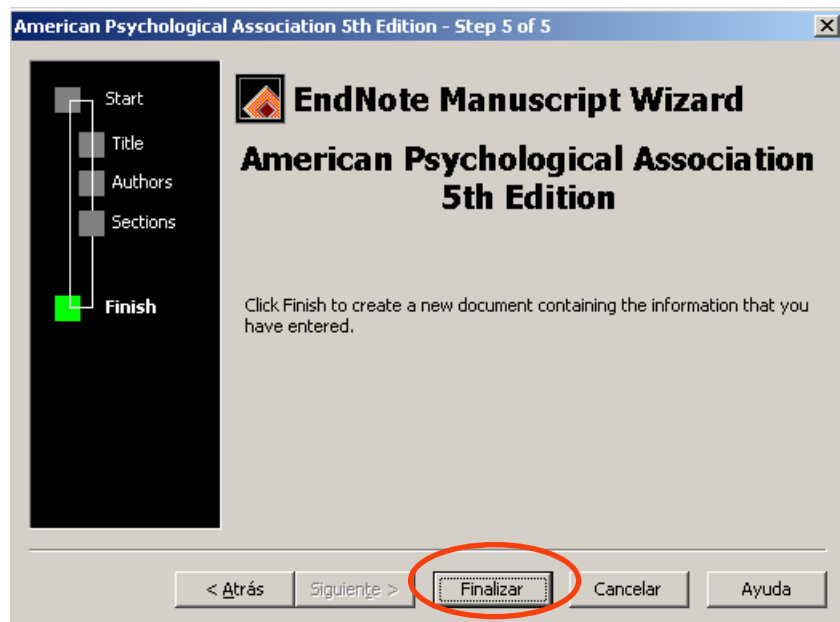 American Psychological Association 5th Edition - Step 5 of 5
Start
Title
Authors
Sections
Finish
EndNote Manuscript Wizard
American Psychological Association
5th Edition
Click Finish to create a new document containing the information that you
have entered.
< Atrás
Siguiente >
Finalizar
Cancelar
Ayuda